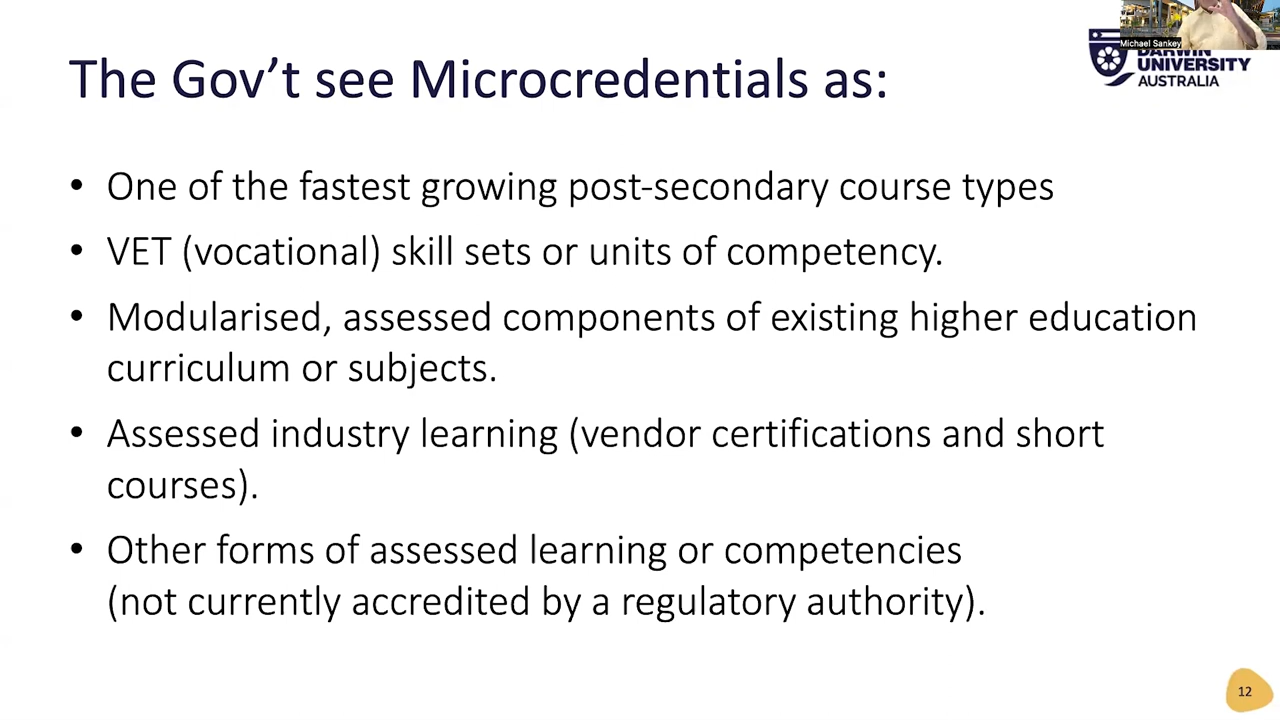 The Gov’t see Microcredentials as:
Michael Sankey
DARWIN
UNIVERSITY
AUSTRALIA
• One of the fastest growing post-secondary course types
• VET (vocational) skill sets or units of competency.
• Modularised, assessed components of existing higher education
curriculum or subjects.
• Assessed industry learning (vendor certifications and short
courses).
• Other forms of assessed learning or competencies
(not currently accredited by a regulatory authority).
12